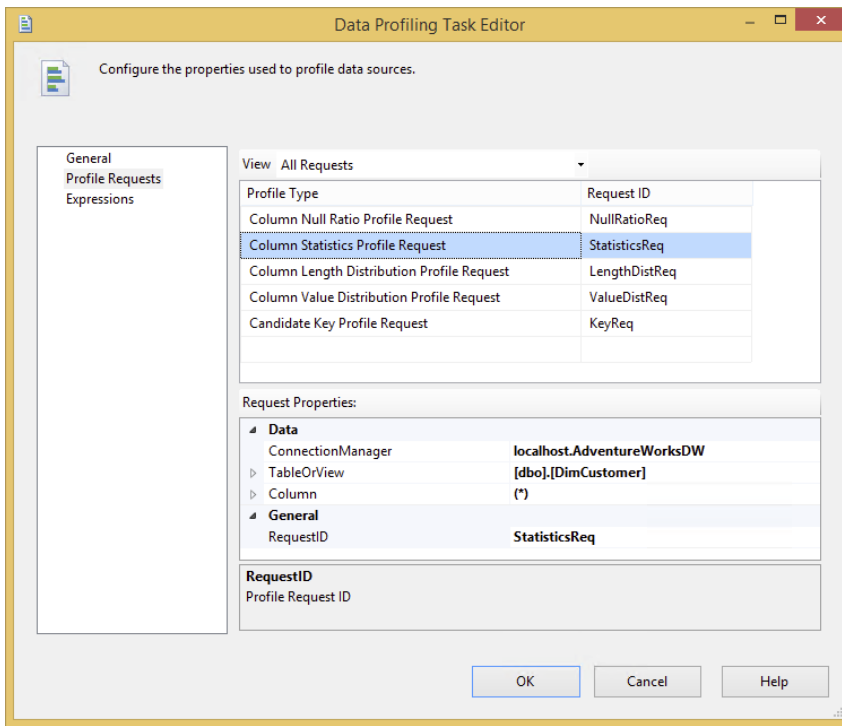 Data Profiling Task Editor
Configure the properties used to profile data sources.
General
Profile Requests
Expressions
View All Requests
Profile Type Request ID
Column Null Ratio Profile Request NullRatioReq
Column Statistics Profile Request StatisticsReq
Column Length Distribution Profile Request LengthDistReq
Column Value Distribution Profile Request ValueDistReq
Candidate Key Profile Request KeyReq
Request Properties:
Data
ConnectionManager localhost.AdventureWorksDW
TableOrView [dbo].[DimCustomer]
Column (*)
General
RequestID StatisticsReq
RequestID
Profile Request ID
OK Cancel Help